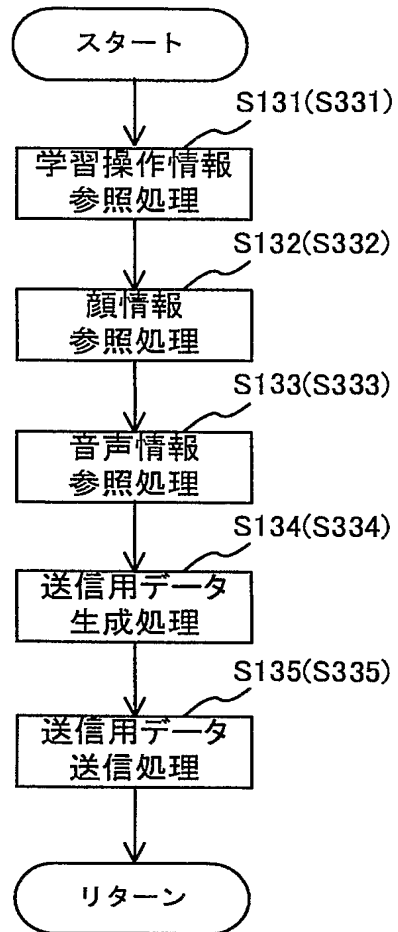 スタート
S131(S331)
学習操作情報
参照処理
S132(S332)
顔情報
参照処理
S133(S333)
音声情報
参照処理
S134(S334)
送信用データ
生成処理
S135(S335)
送信用データ
送信処理
リターン